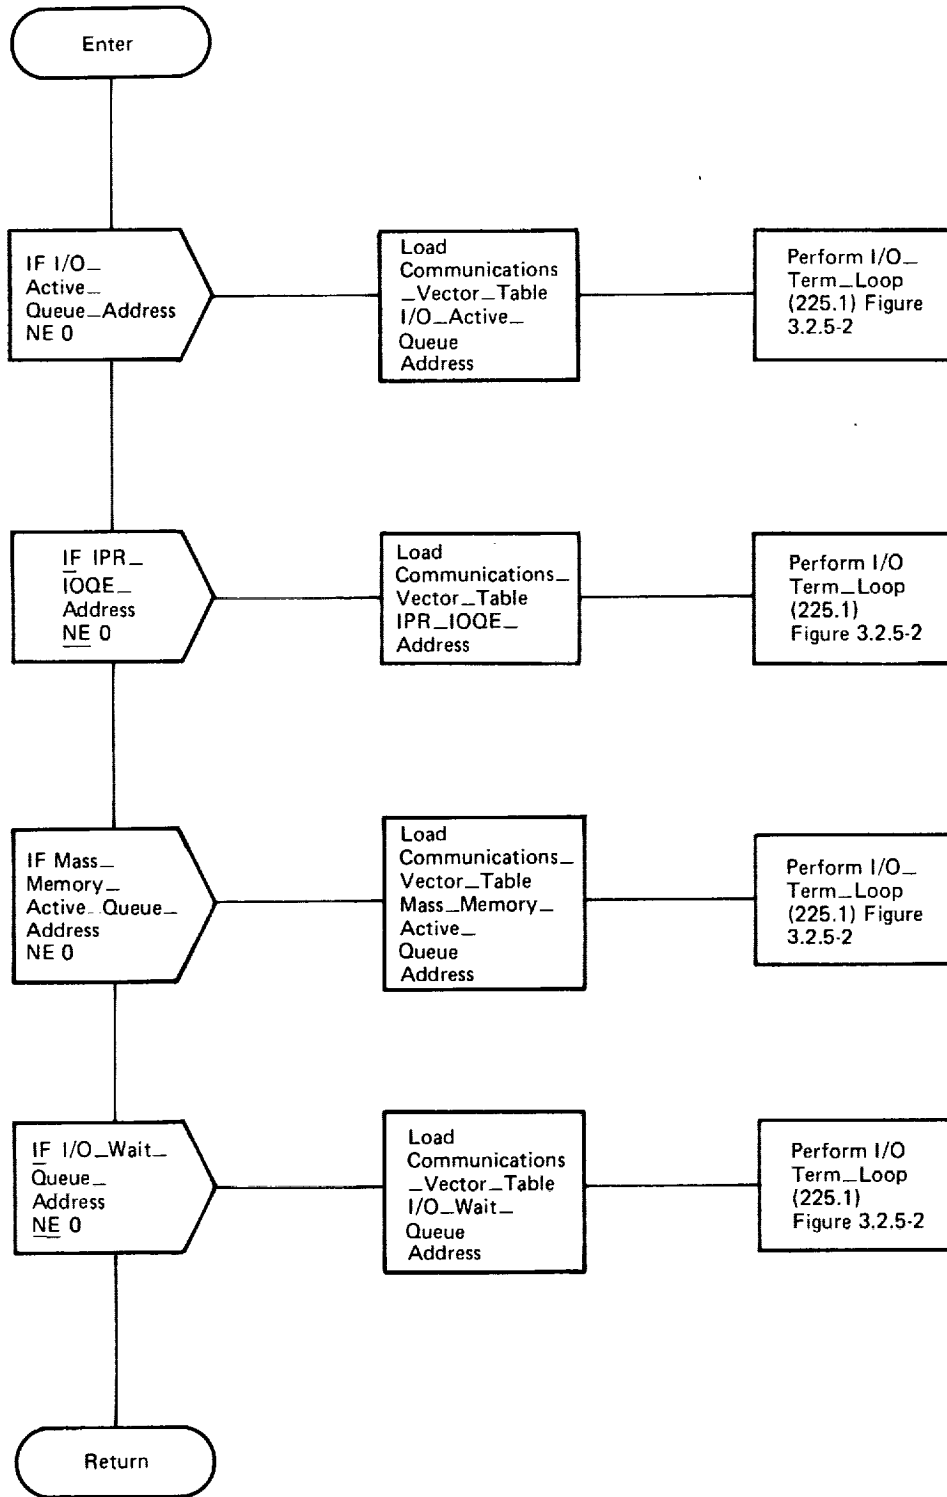 Enter
IF I/O_
Active_
Queue_Address
NE 0
Load
Communications
_Vector_Table
I/O_Active_
Queue
Address
Perform I/O_
Term_Loop
(225.1) Figure
3.2.5-2
IF IPR_
IOQE_
Address
NE 0
Load
Communications_
Vector_Table
IPR_IOQE_
Address
Perform I/O
Term_Loop
(225.1)
Figure 3.2.5-2
IF Mass_
Memory_
Active_Queue_
Address
NE 0
Load
Communications_
Vector_Table
Mass_Memory_
Active_
Queue
Address
Perform I/O_
Term_Loop
(225.1) Figure
3.2.5-2
IF I/O_Wait_
Queue_
Address
NE 0
Load
Communications
_Vector_Table
I/O_Wait_
Queue
Address
Perform I/O
Term_Loop
(225.1)
Figure 3.2.5-2
Return